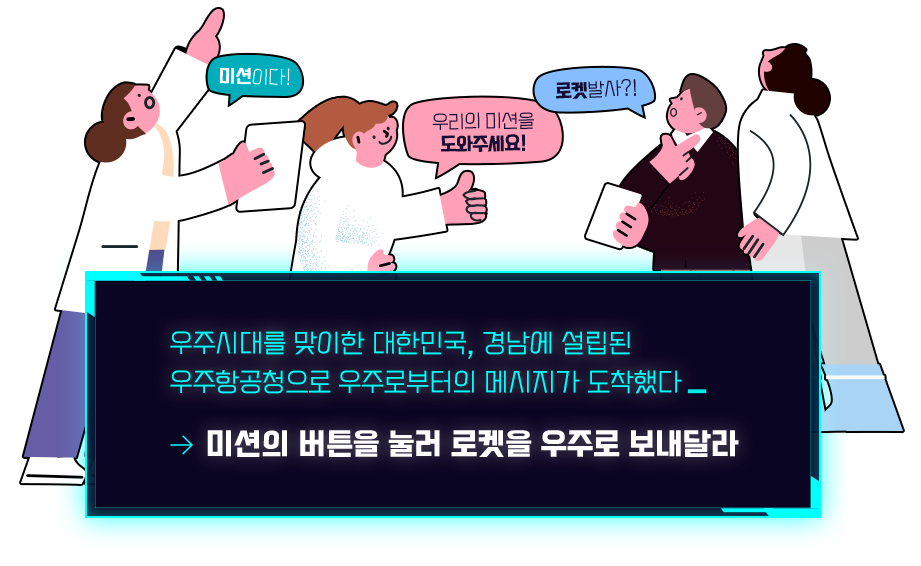 미션이다!
우리의 미션을
도와주세요!
로켓발사?!
우주시대를 맞이한 대한민국, 경남에 설립된
우주항공청으로 우주로부터의 메시지가 도착했다 _
→ 미션의 버튼을 눌러 로켓을 우주로 보내달라